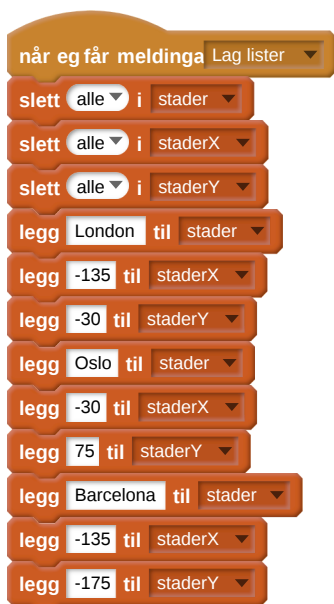 når eg får meldinga Lag lister
slett alle i stader
slett alle i staderX
slett alle i staderY
legg London til stader
legg -135 til staderX
legg -30 til staderY
legg Oslo til stader
legg -30 til staderX
legg 75 til staderY
legg Barcelona til stader
legg -135 til staderX
legg -175 til staderY